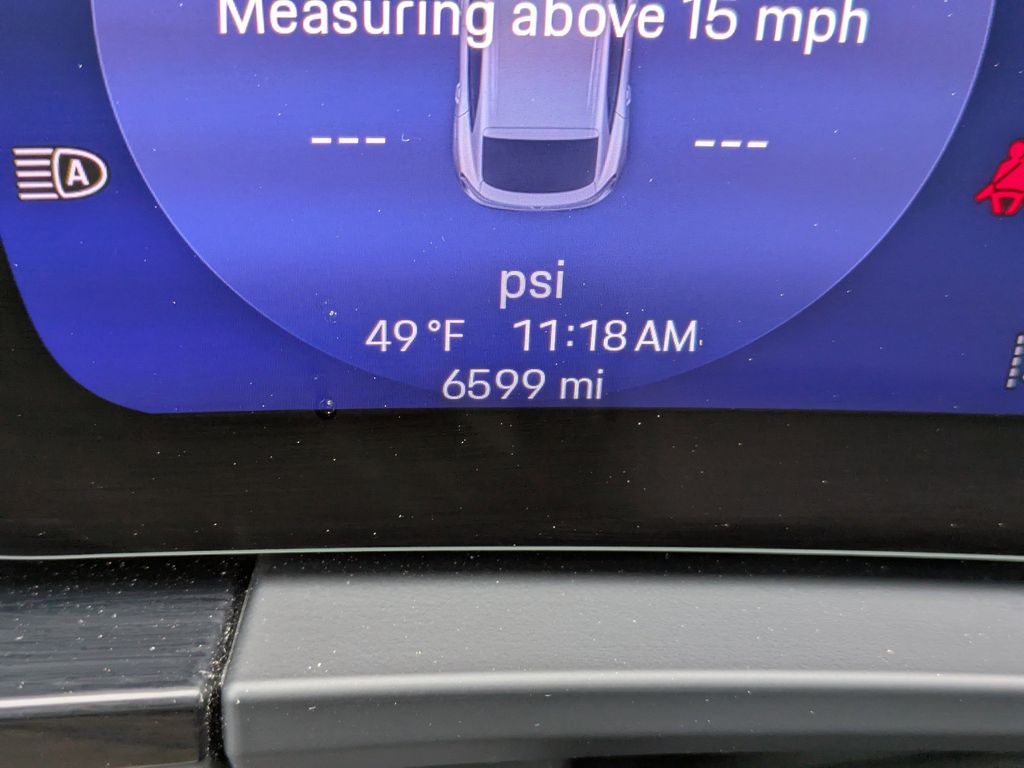 Measuring above 15 mph
--- ---
A
psi
49 °F 11:18 AM
6599 mi